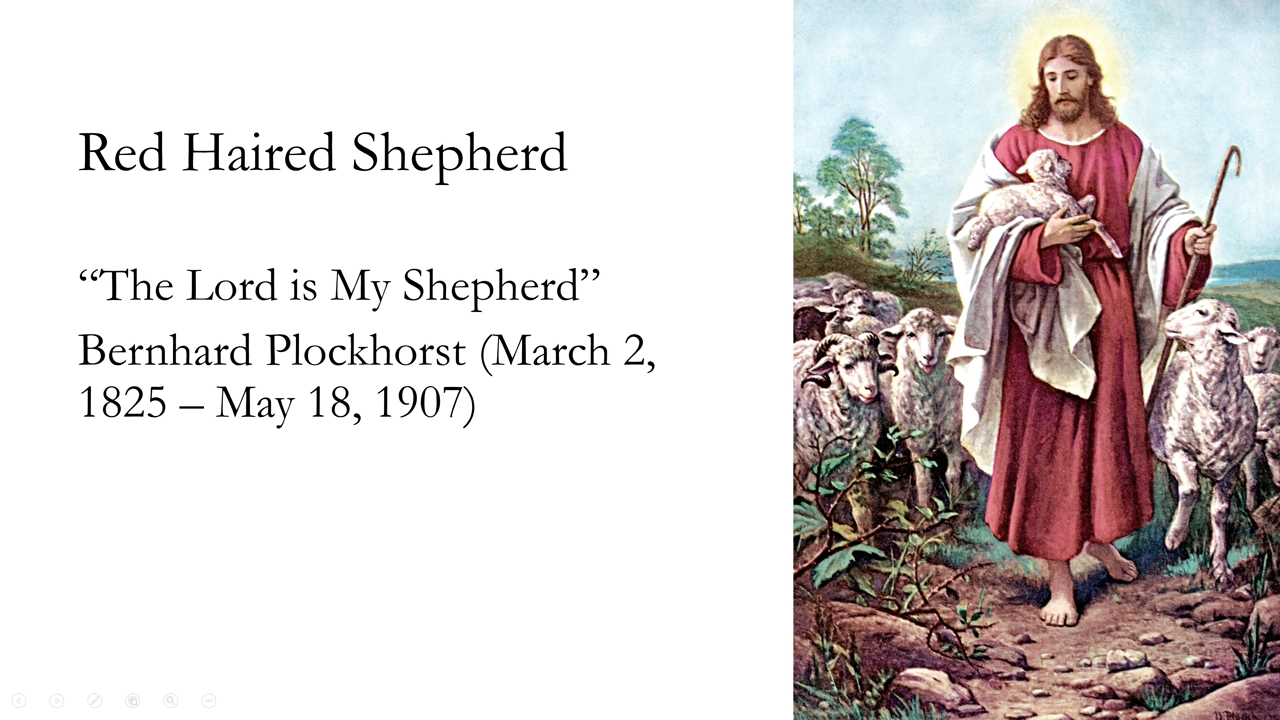 Red Haired Shepherd
“The Lord is My Shepherd”
Bernhard Plockhorst (March 2,
1825 – May 18, 1907)